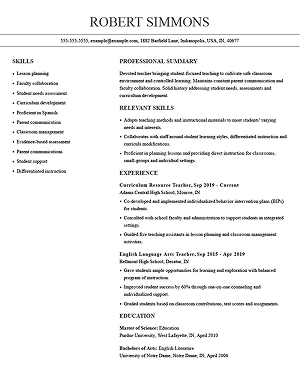 ROBERT SIMMONS
555-555-5555, example@example.com, 1882 Barfield Lane, Indianapolis, USA, IN, 40677
SKILLS
Lesson planning
Faculty collaboration
Student needs assessment
Curriculum development
Proficient in Spanish
Parent communication
Classroom management
Evidence-based assessment
Parent communications
Student support
Differentiated instruction
PROFESSIONAL SUMMARY
Devoted teacher bringing student focused teaching to cultivate safe classroom
environment and controlled learning. Maintains constant parent communication and
faculty collaboration. Solid history addressing student needs, assessments and
curriculum development.
RELEVANT SKILLS
Adopts teaching methods and instructional materials to meet students' varying
needs and interests.
Collaborates with staff around student learning styles, differentiated instruction and
curricular modifications.
Proficient in planning lessons and providing direct instruction for classrooms,
small-groups and individual settings.
EXPERIENCE
Curriculum Resource Teacher, Sep 2019 - Current
Adams Central High School, Monroe, IN
Co-developed and implemented individualized behavior intervention plans (BIPs)
for students.
Consulted with school faculty and administration to support students in integrated
settings.
Guided five teaching assistants in lesson planning and classroom management
activities.
English Language Arts Teacher, Sep 2015 - Apr 2019
Bellmont High School, Decatur, IN
Gave students ample opportunities for learning and exploration with balanced
program of instruction.
Improved student success by 60% through one-on-one counseling and
individualized support.
Graded students based on classroom contributions, test scores and assignments.
EDUCATION
Master of Science: Education
Purdue University, West Lafayette, IN, April 2010
Bachelors of Arts: English Literature
University of Notre Dame, Notre Dame, IN, April 2006